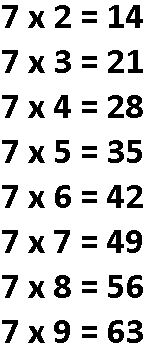 7 x 2 = 14
7 x 3 = 21
7 x 4 = 28
7 x 5 = 35
7 x 6 = 42
7 x 7 = 49
7 x 8 = 56
7 x 9 = 63